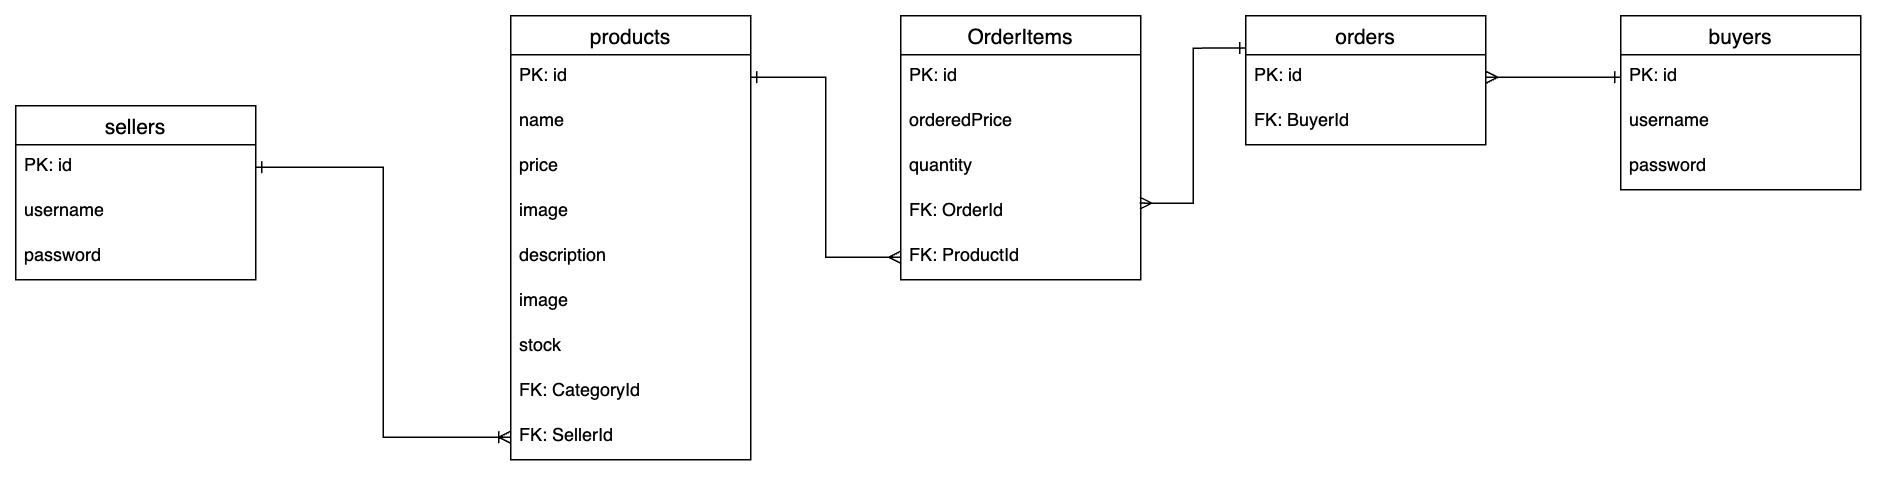 sellers
PK: id
username
password
products
PK: id
name
price
image
description
image
stock
FK: CategoryId
FK: SellerId
OrderItems
PK: id
orderedPrice
quantity
FK: OrderId
FK: ProductId
orders
PK: id
FK: BuyerId
buyers
PK: id
username
password